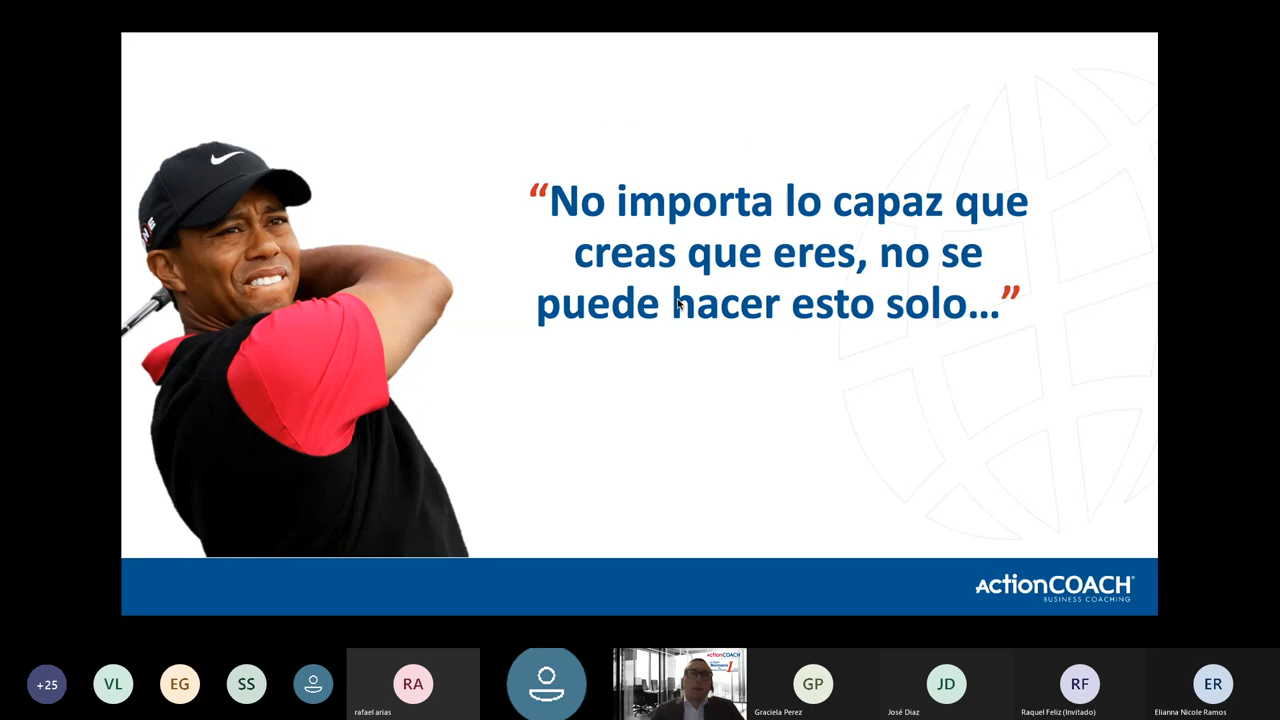 “No importa lo capaz que
creas que eres, no se
puede hacer esto solo...”
ActionCOACH
BUSINESS COACHING
ActionCOACH
+25
VL
EG
SS
RA
GP
JD
RF
ER
rafael arias
Graciela Perez
José Diaz
Raquel Feliz (Invitado)
Elianna Nicole Ramos